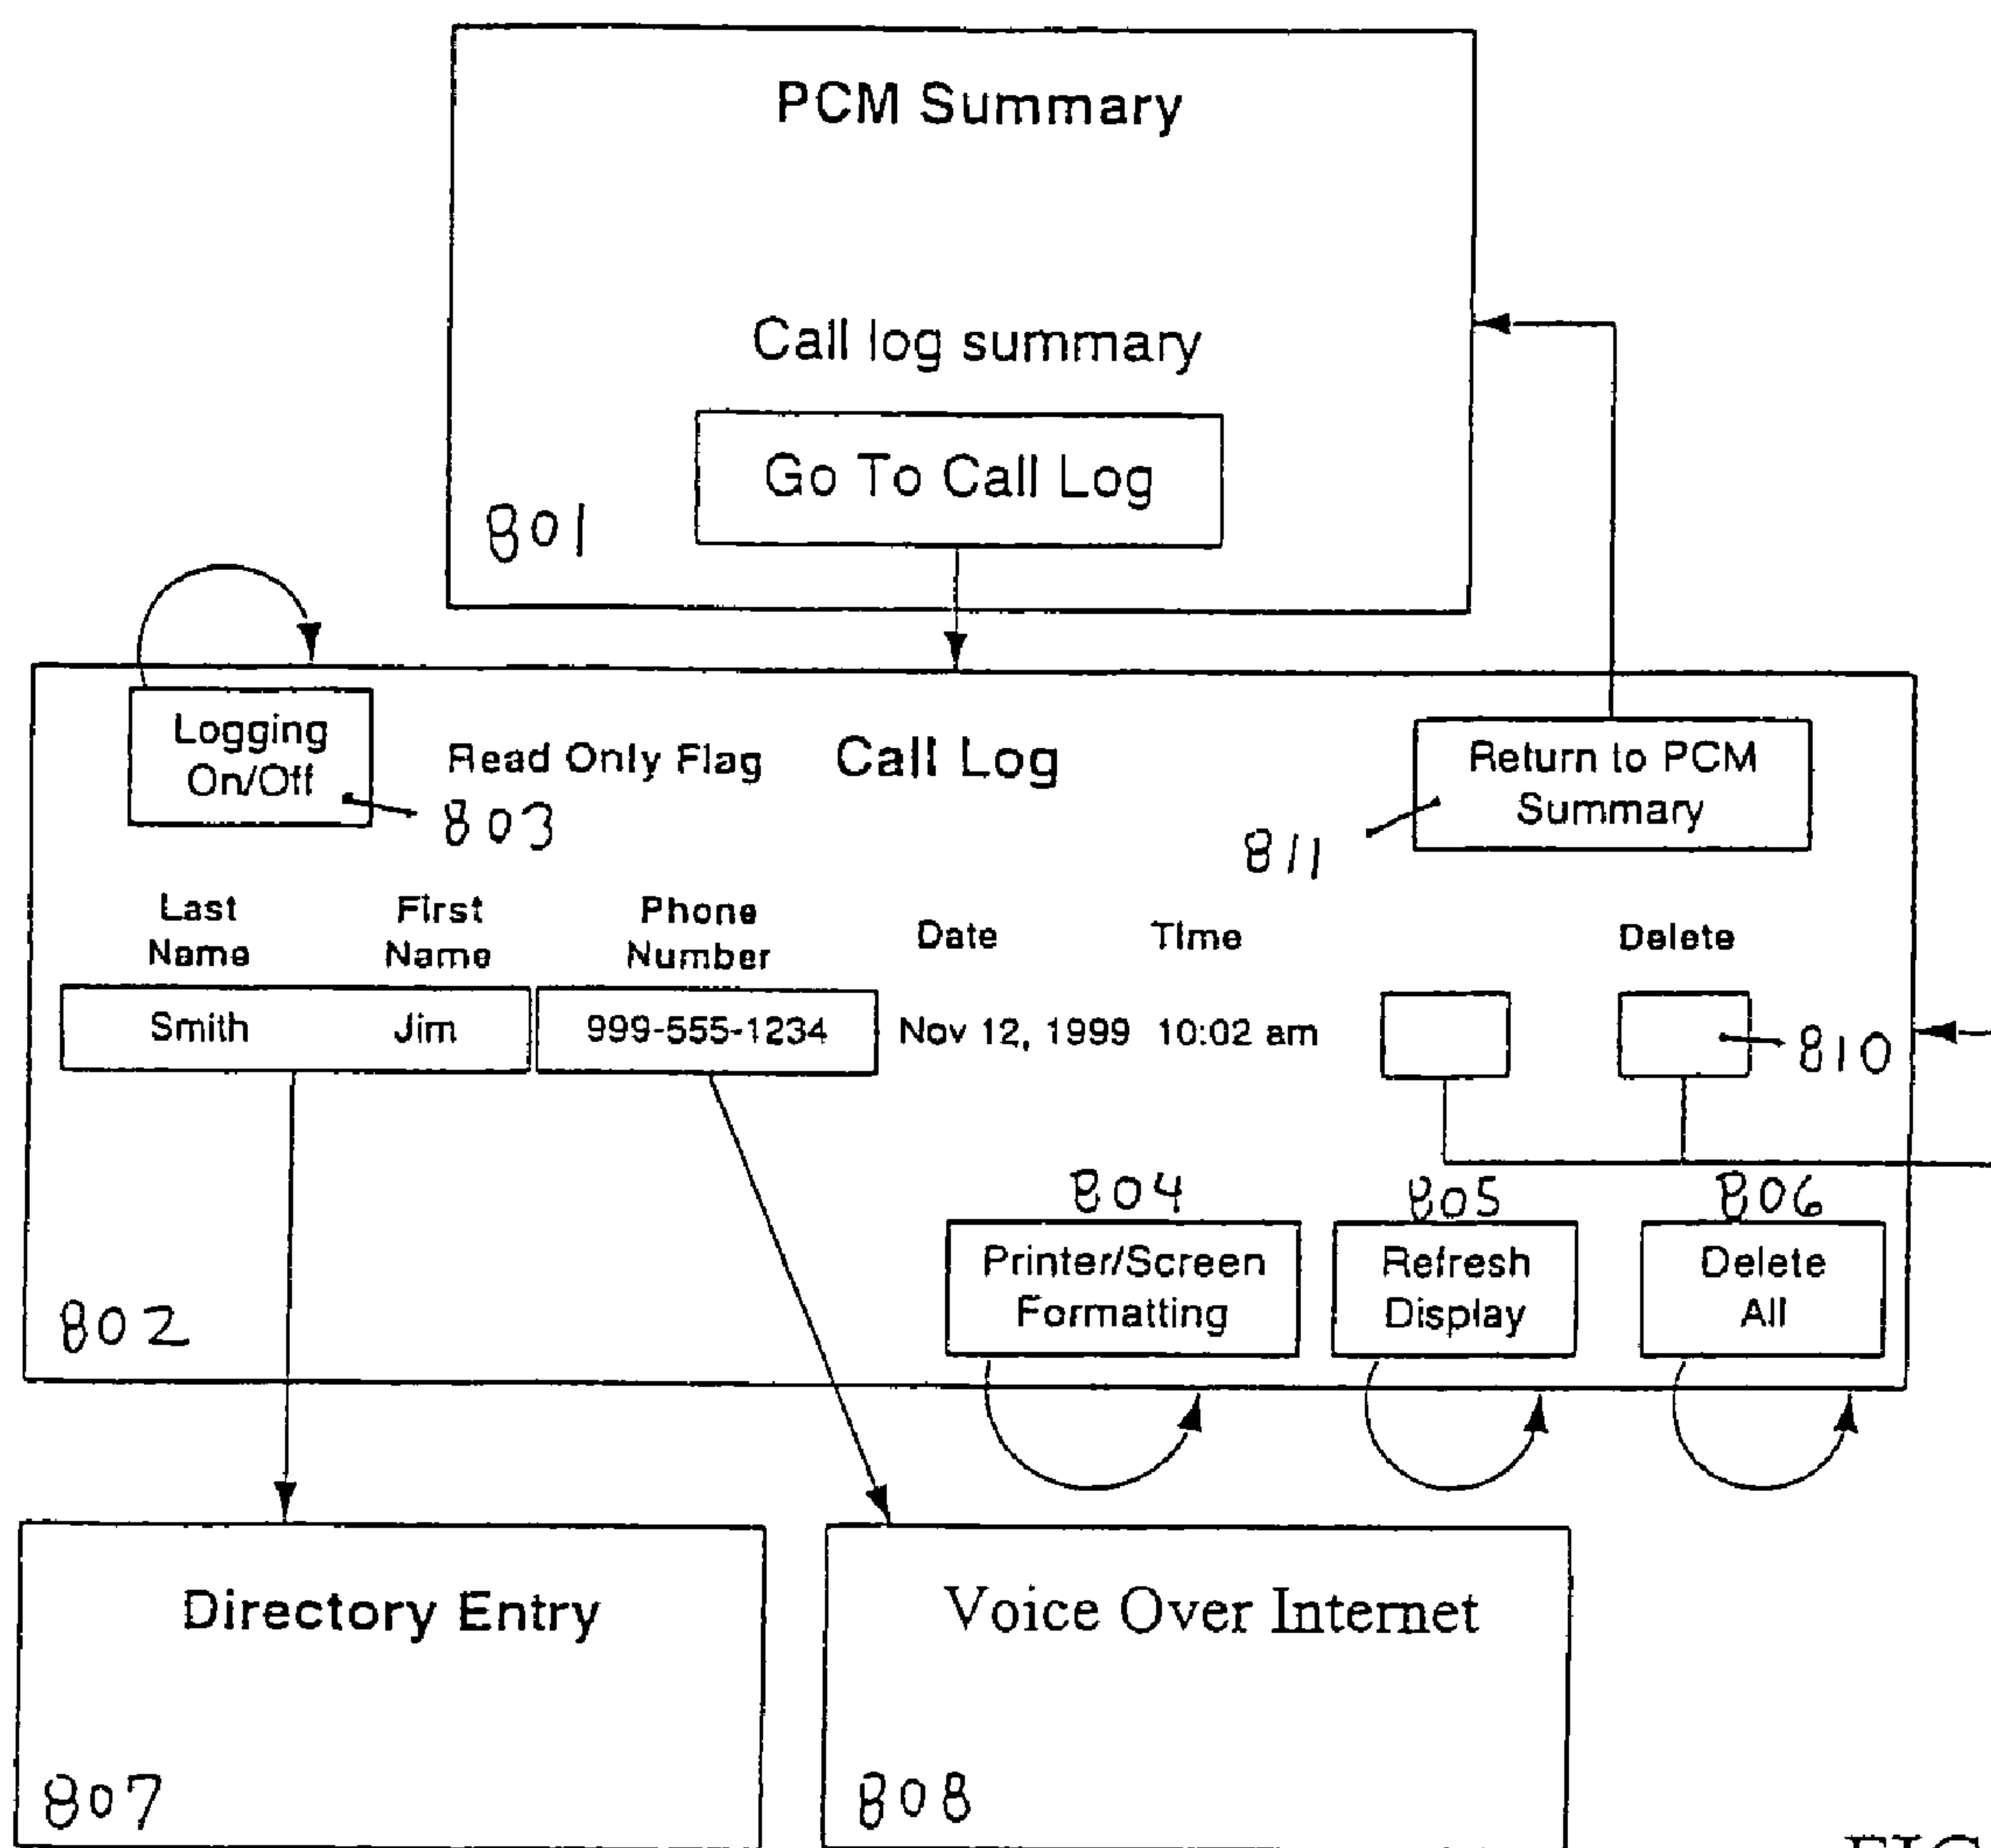 PCM Summary
Call log summary
Go To Call Log
801
Logging
On/Off
Read Only Flag
Call Log
Return to PCM
Summary
803
811
Last
Name
First
Name
Phone
Number
Date
Time
Delete
Smith
Jim
999-555-1234
Nov 12, 1999
10:02 am
810
804
805
806
Printer/Screen
Formatting
Refresh
Display
Delete
All
802
Directory Entry
Voice Over Internet
807
808
FIG